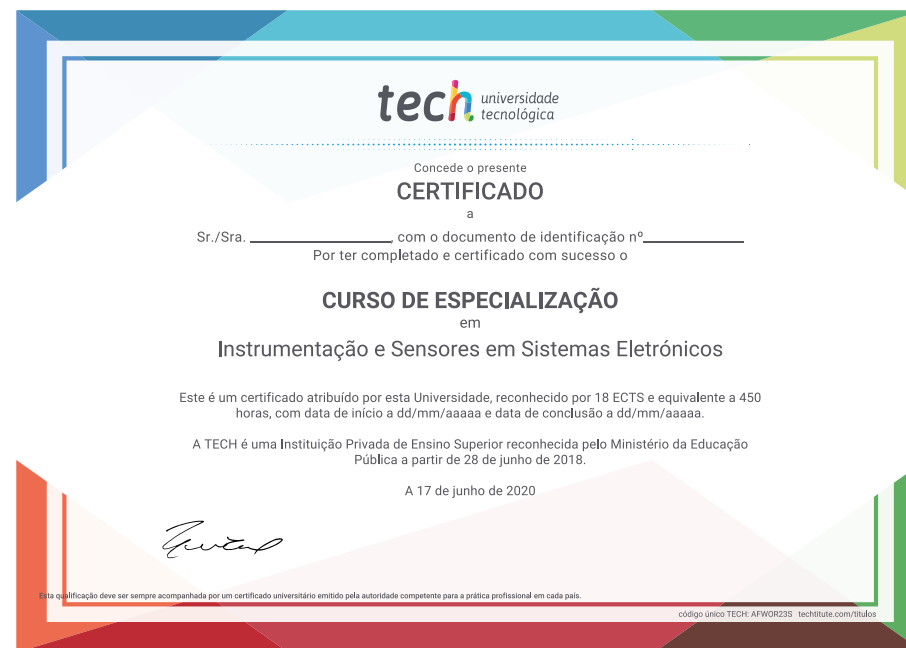 tech universidade
tecnológica
Concede o presente
CERTIFICADO
a
Sr./Sra. ____________________, com o documento de identificação nº______________
Por ter completado e certificado com sucesso o
CURSO DE ESPECIALIZAÇÃO
em
Instrumentação e Sensores em Sistemas Eletrónicos
Este é um certificado atribuído por esta Universidade, reconhecido por 18 ECTS e equivalente a 450
horas, com data de início a dd/mm/aaaaa e data de conclusão a dd/mm/aaaaa.
A TECH é uma Instituição Privada de Ensino Superior reconhecida pelo Ministério da Educação
Pública a partir de 28 de junho de 2018.
A 17 de junho de 2020
Esta qualificação deve ser sempre acompanhada por um certificado universitário emitido pela autoridade competente para a prática profissional em cada país.
código único TECH: AFWOR23S techtitute.com/titulos